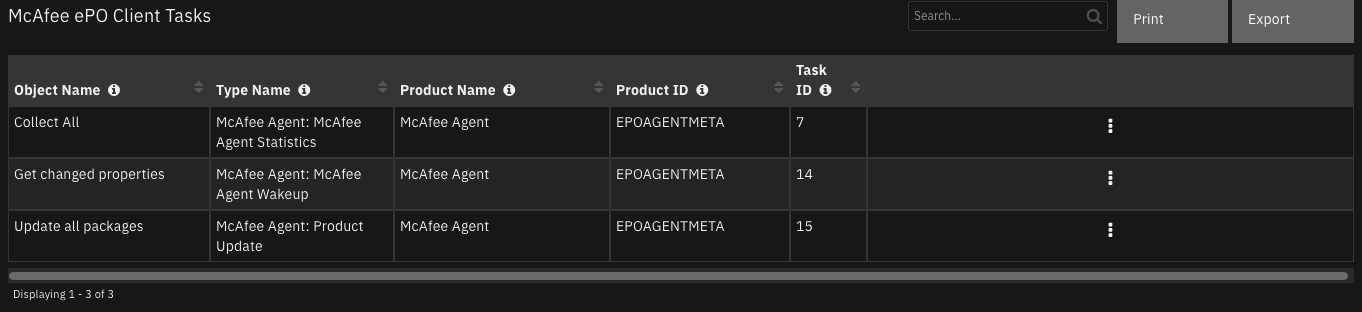 McAfee ePO Client Tasks
Search...
Print
Export
Object Name
Type Name
Product Name
Product ID
Task
ID
Collect All
McAfee Agent: McAfee
Agent Statistics
McAfee Agent
EPOAGENTMETA
7
Get changed properties
McAfee Agent: McAfee
Agent Wakeup
McAfee Agent
EPOAGENTMETA
14
Update all packages
McAfee Agent: Product
Update
McAfee Agent
EPOAGENTMETA
15
Displaying 1 - 3 of 3